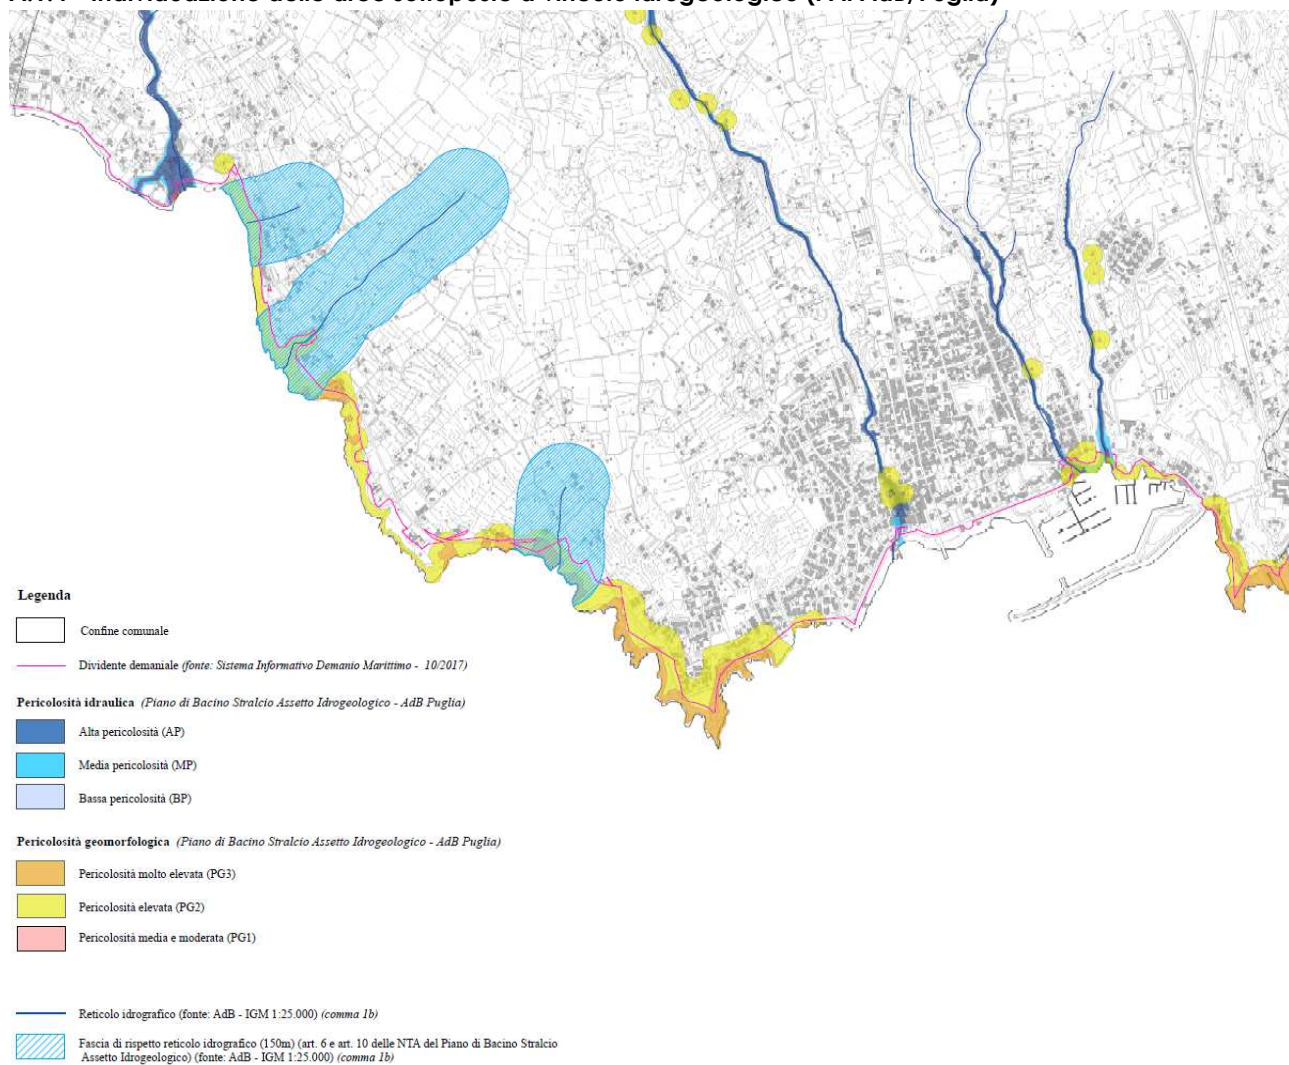 Legenda
Confine comunale
Dividente demaniale (fonte: Sistema Informativo Demanio Marittimo - 10/2017)
Pericolosità idraulica (Piano di Bacino Stralcio Assetto Idrogeologico - AdB Puglia)
Alta pericolosità (AP)
Media pericolosità (MP)
Bassa pericolosità (BP)
Pericolosità geomorfologica (Piano di Bacino Stralcio Assetto Idrogeologico - AdB Puglia)
Pericolosità molto elevata (PG3)
Pericolosità elevata (PG2)
Pericolosità media e moderata (PG1)
Reticolo idrografico (fonte: AdB - IGM 1:25.000) (comma 1b)
Fascia di rispetto reticolo idrografico (150m) (art. 6 e art. 10 delle NTA del Piano di Bacino Stralcio
Assetto Idrogeologico) (fonte: AdB - IGM 1:25.000) (comma 1b)